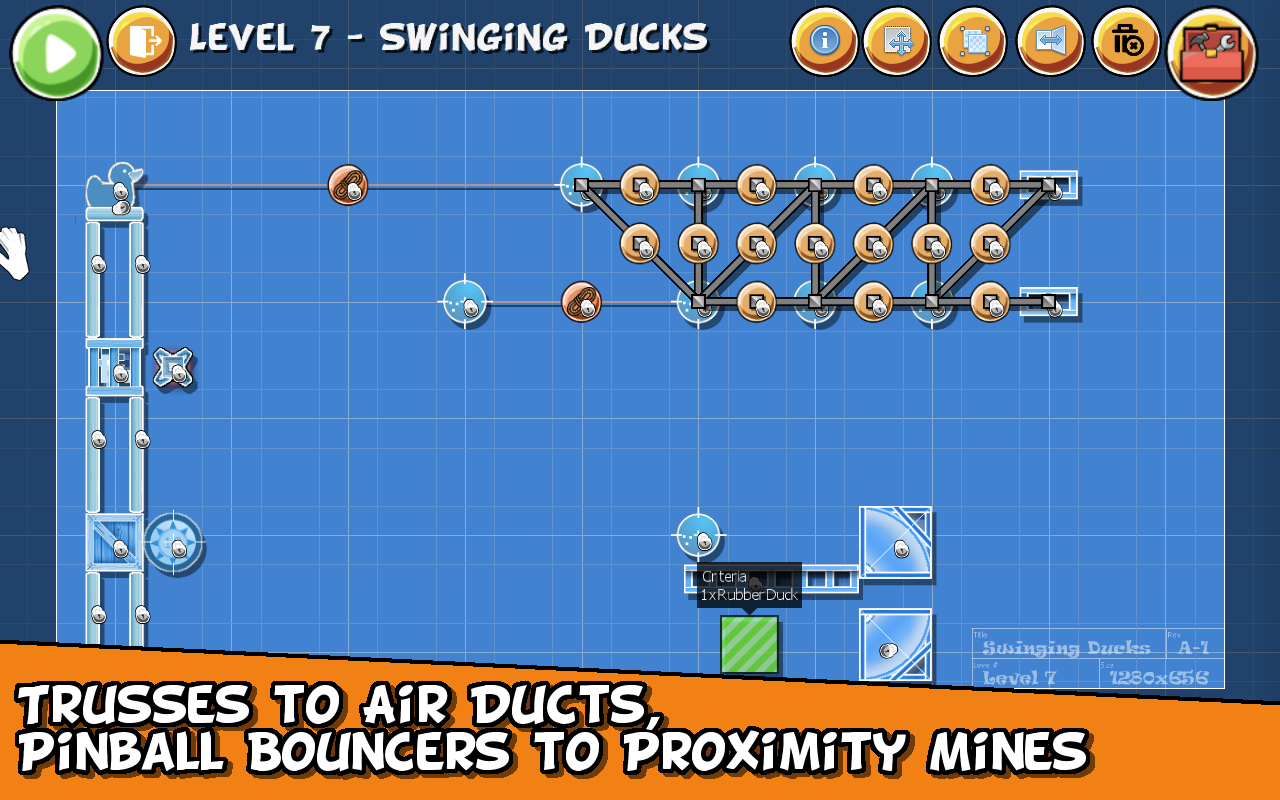 LEVEL 7 - SWINGING DUCKS
Criteria
1xRubberDuck
Title
Swinging Ducks
Rev
A-1
Level #
Level 7
Size
1280x656
TRUSSES TO AIR DUCTS,
PINBALL BOUNCERS TO PROXIMITY MINES